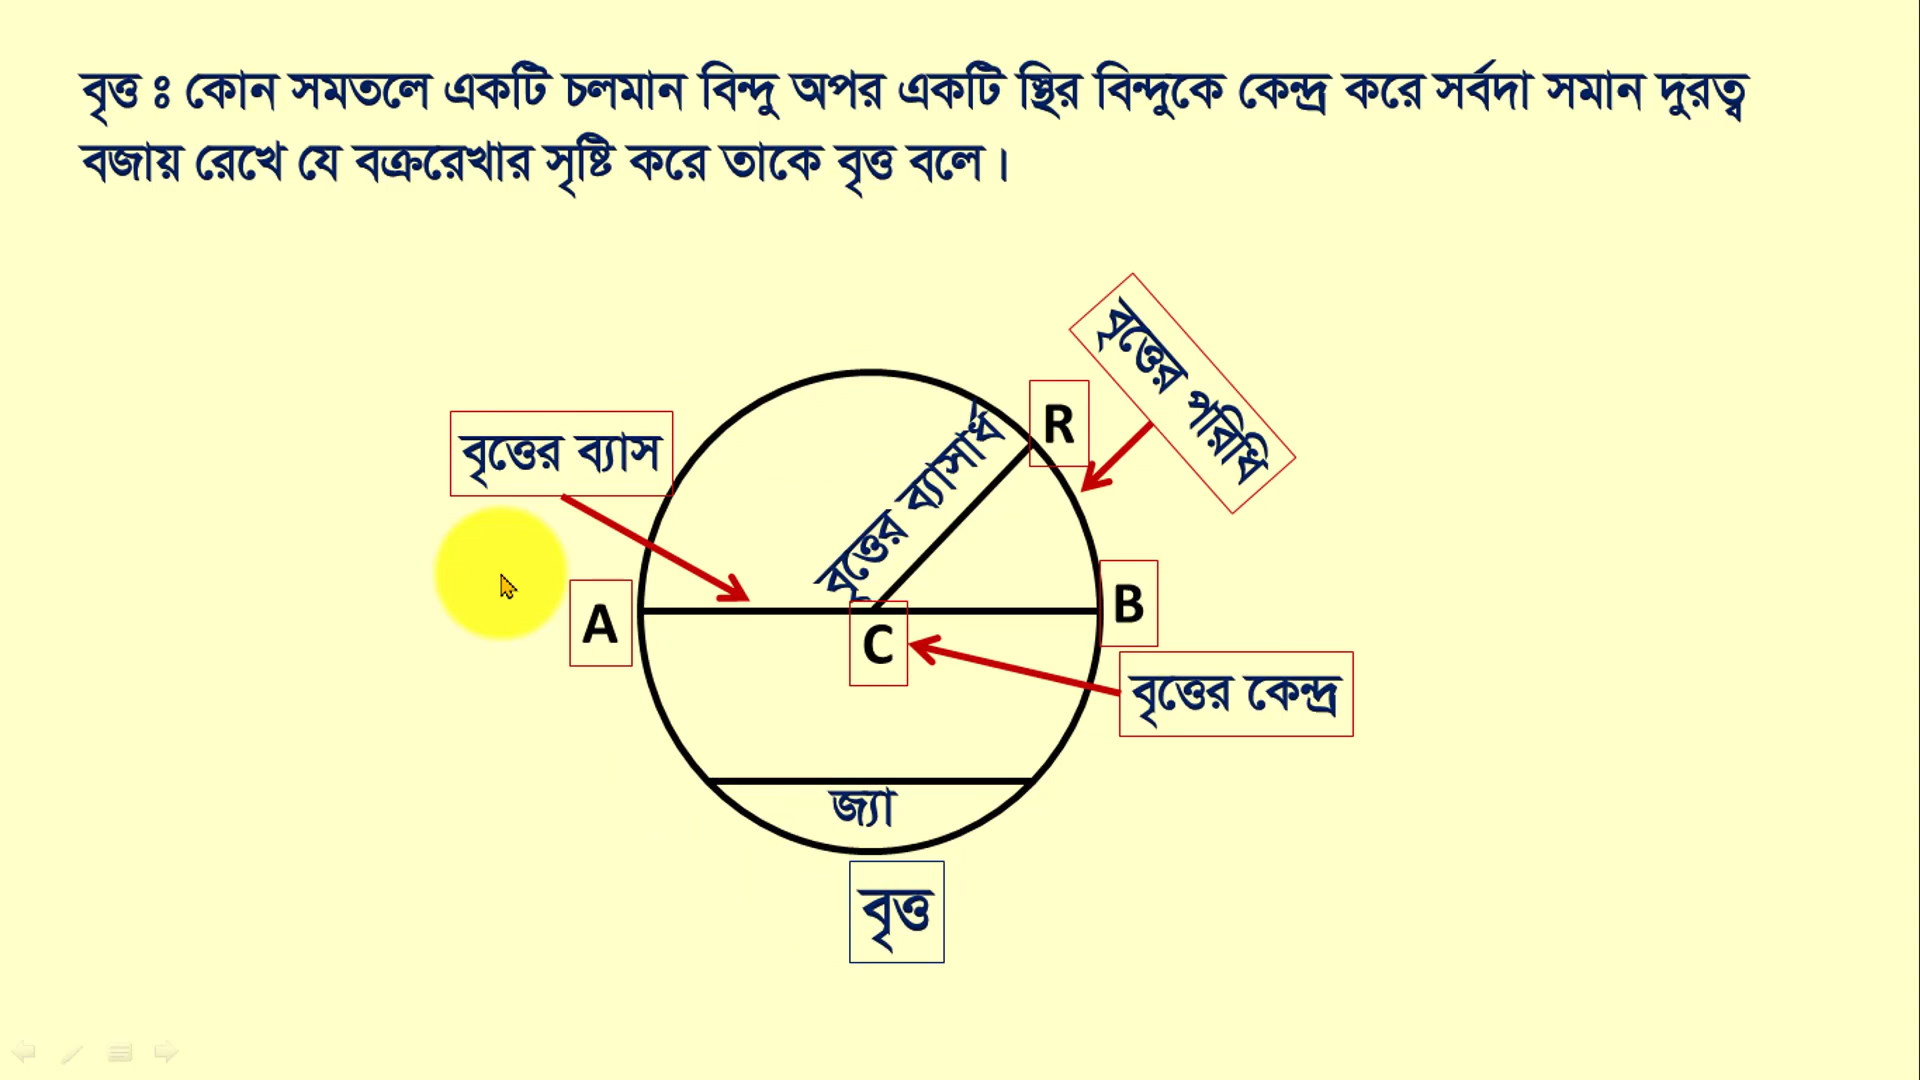 বৃত্ত ঃ কোন সমতলে একটি চলমান বিন্দু অপর একটি স্থির বিন্দুকে কেন্দ্র করে সর্বদা সমান দুরত্ব
বজায় রেখে যে বক্ররেখার সৃষ্টি করে তাকে বৃত্ত বলে।
বৃত্তের পরিধি
R
বৃত্তের ব্যাস
বৃত্তের ব্যাসার্ধ
A
B
C
বৃত্তের কেন্দ্র
জ্যা
বৃত্ত